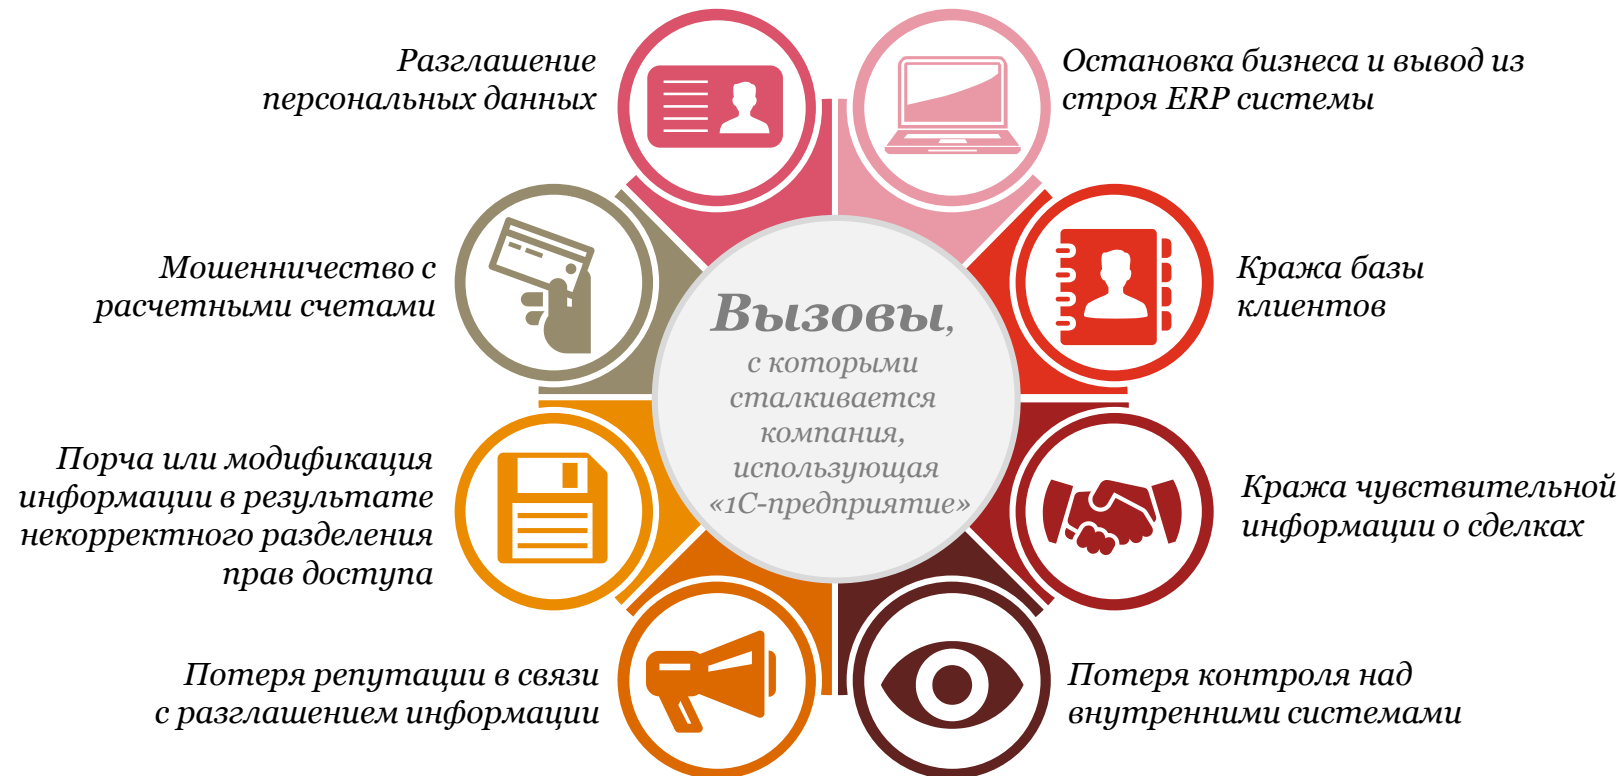 Разглашение
персональных данных
Остановка бизнеса и вывод из
строя ERP системы
Мошенничество с
расчетными счетами
Кража базы
клиентов
Вызовы,
с которыми
сталкивается
компания,
использующая
«1С-предприятие»
Порча или модификация
информации в результате
некорректного разделения
прав доступа
Кража чувствительной
информации о сделках
Потеря репутации в связи
с разглашением информации
Потеря контроля над
внутренними системами